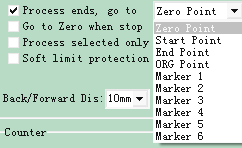 Process ends, go to
Zero Point
Go to Zero when stop
Process selected only
Soft limit protection
Back/Forward Dis:
10mm
Counter
Zero Point
Start Point
End Point
ORG Point
Marker 1
Marker 2
Marker 3
Marker 4
Marker 5
Marker 6